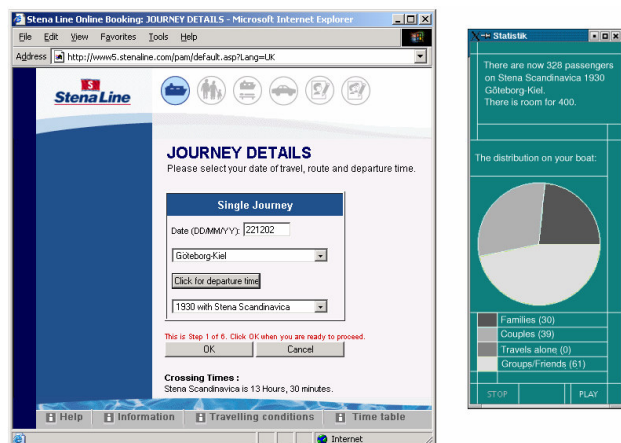 Stena Line Online Booking: JOURNEY DETAILS - Microsoft Internet Explorer
File Edit View Favorites Tools Help
Address http://www5.stenaline.com/pam/default.asp?Lang=UK
S
Stena Line
JOURNEY DETAILS
Please select your date of travel, route and departure time.
Single Journey
Date (DD/MM/YY): 221202
Göteborg-Kiel
Click for departure time
1930 with Stena Scandinavica
This is Step 1 of 6. Click OK when you are ready to proceed.
OK Cancel
Crossing Times :
Stena Scandinavica is 13 Hours, 30 minutes.
Help Information Travelling conditions Time table
Internet
Statistik
There are now 328 passengers
on Stena Scandinavica 1930
Göteborg-Kiel.
There is room for 400.
The distribution on your boat:
Families (30)
Couples (39)
Travels alone (0)
Groups/Friends (61)
STOP PLAY